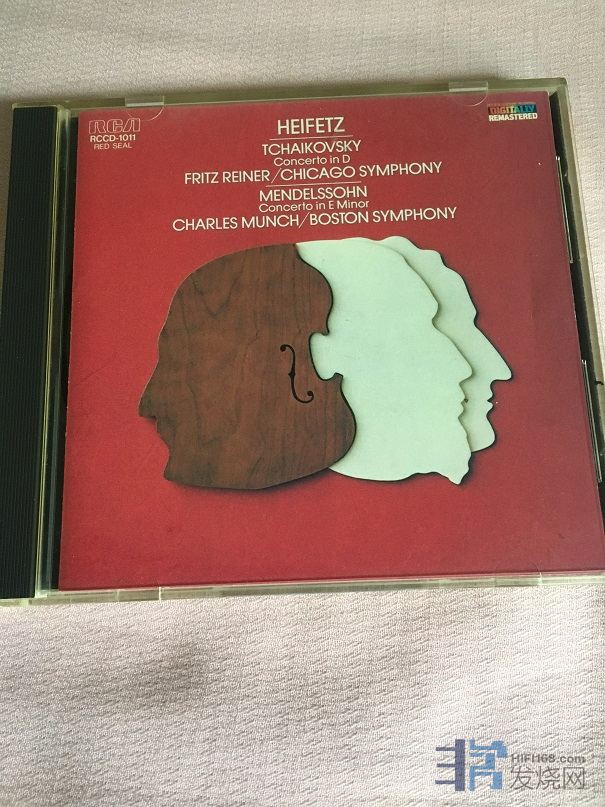 RCA
RCCD-1011
RED SEAL
DIGITALLY
REMASTERED
HEIFETZ
TCHAIKOVSKY
Concerto in D
FRITZ REINER/CHICAGO SYMPHONY
MENDELSSOHN
Concerto in E Minor
CHARLES MUNCH/BOSTON SYMPHONY
HIFI168.com
发烧网